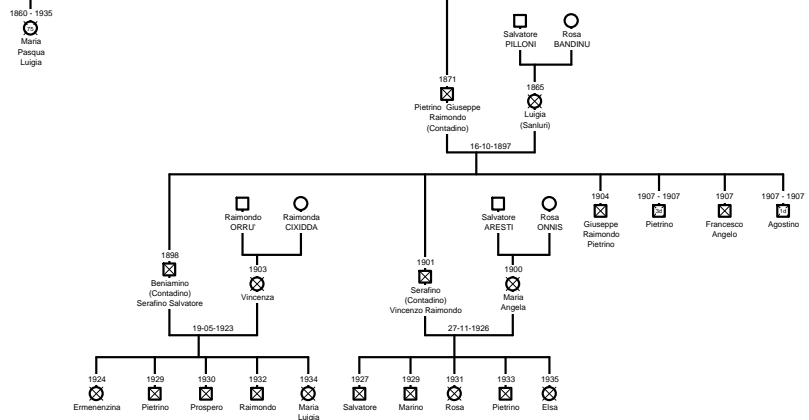 1860 - 1935
75
Maria
Pasqua
Luigia
Salvatore
PILLONI
Rosa
BANDINU
1871
Pietrino Giuseppe
Raimondo
(Contadino)
1865
Luigia
(Sanluri)
16-10-1897
Raimondo
ORRU'
Raimonda
CIXIDDA
Salvatore
ARESTI
Rosa
ONNIS
1904
Giuseppe
Raimondo
Pietrino
1907 - 1907
3d
Pietrino
1907
Francesco
Angelo
1907 - 1907
1d
Agostino
1898
Beniamino
(Contadino)
Serafino Salvatore
1903
Vincenza
1901
Serafino
(Contadino)
Vincenzo Raimondo
1900
Maria
Angela
19-05-1923
27-11-1926
1924
Ermenenzina
1929
Pietrino
1930
Prospero
1932
Raimondo
1934
Maria
Luigia
1927
Salvatore
1929
Marino
1931
Rosa
1933
Pietrino
1935
Elsa